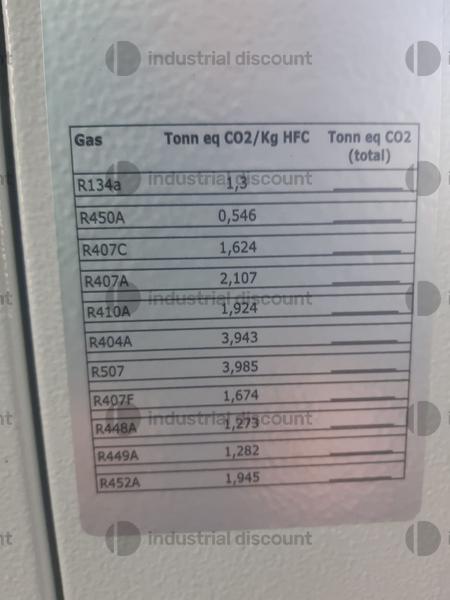 industrial discount
Gas Tonn eq CO2/Kg HFC Tonn eq CO2
(total)
industrial discount
R134a 1,3
R450A 0,546
R407C 1,624
R407A 2,107
industrial discount
R410A 1,924
R404A 3,943
R507 3,985
R407F 1,674
industrial discount
R448A 1,273
R449A 1,282
R452A 1,945
industrial discount